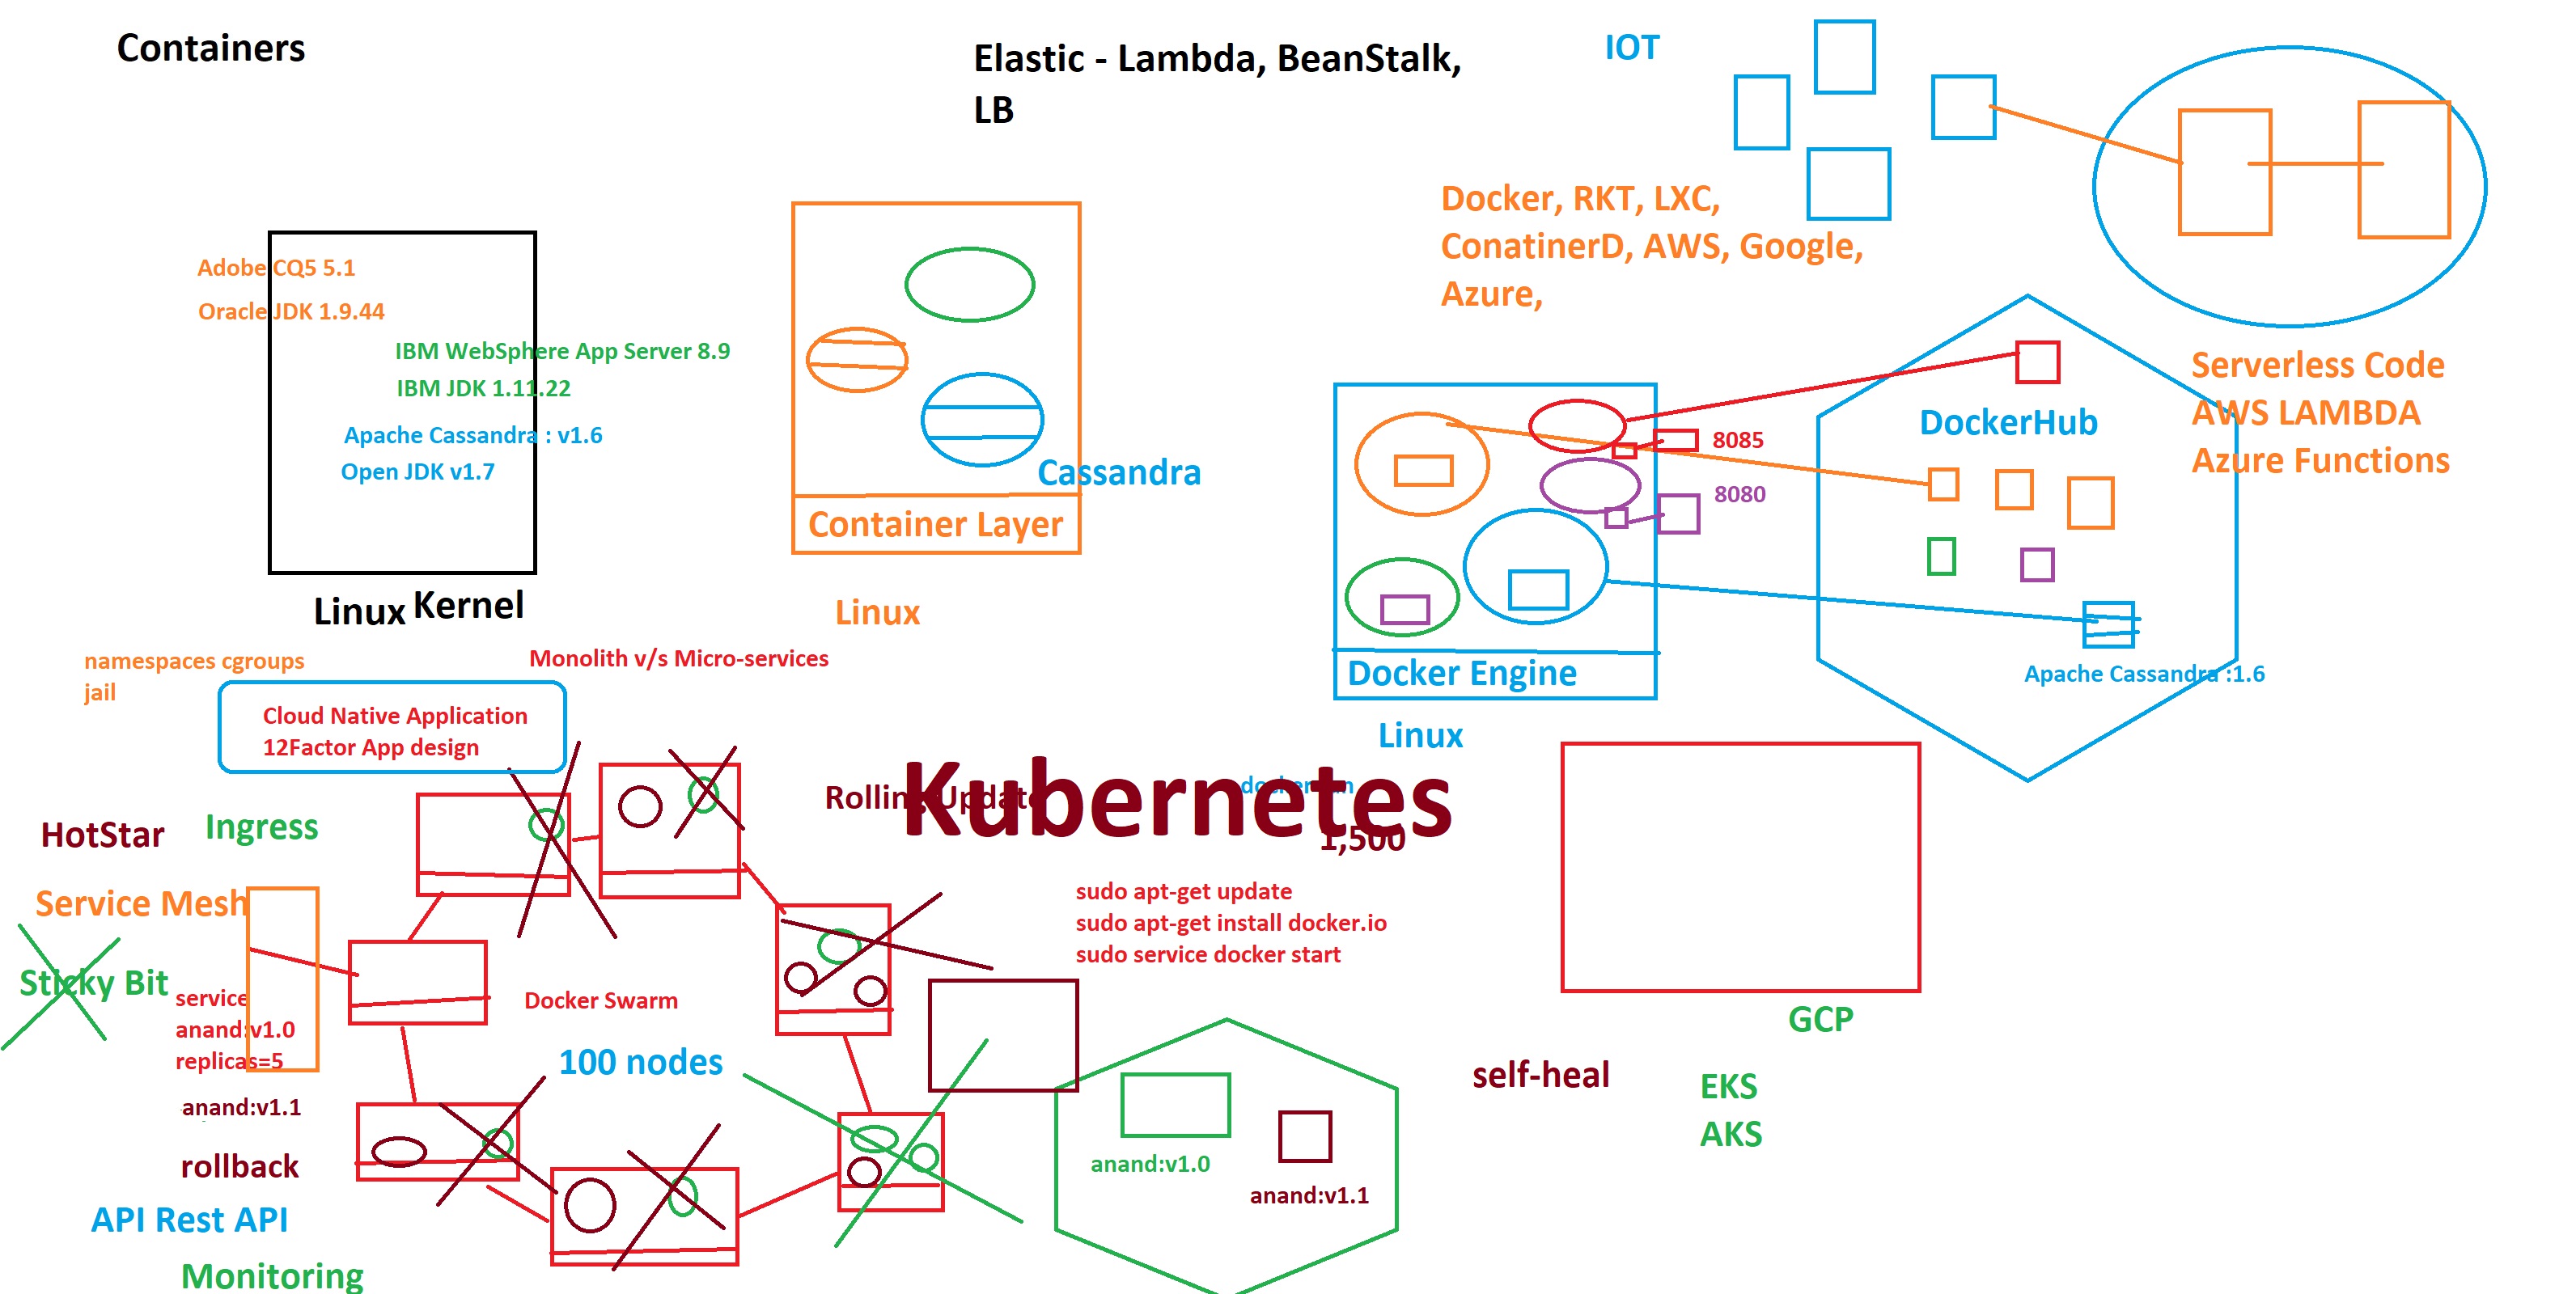 Containers
Elastic - Lambda, BeanStalk,
LB
IOT
Docker, RKT, LXC,
ConatinerD, AWS, Google,
Azure,
Adobe CQ5 5.1
Oracle JDK 1.9.44
IBM WebSphere App Server 8.9
IBM JDK 1.11.22
Apache Cassandra : v1.6
Open JDK v1.7
Linux Kernel
Cassandra
Container Layer
Linux
8085
8080
Docker Engine
Linux
DockerHub
Apache Cassandra :1.6
Serverless Code
AWS LAMBDA
Azure Functions
namespaces cgroups
jail
Monolith v/s Micro-services
Cloud Native Application
12Factor App design
Rolling Update
Kubernetes
docker
1,500
HotStar
Ingress
Service Mesh
Sticky Bit
service
anand:v1.0
replicas=5
anand:v1.1
rollback
API Rest API
Monitoring
Docker Swarm
100 nodes
sudo apt-get update
sudo apt-get install docker.io
sudo service docker start
anand:v1.0
anand:v1.1
self-heal
GCP
EKS
AKS